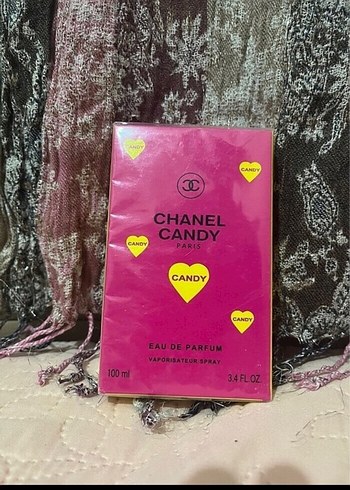 CANDY
CANDY
CHANEL
CANDY
PARIS
CANDY
CANDY
CANDY
EAU DE PARFUM
VAPORISATEUR SPRAY
100 ml
3.4 FL.OZ.